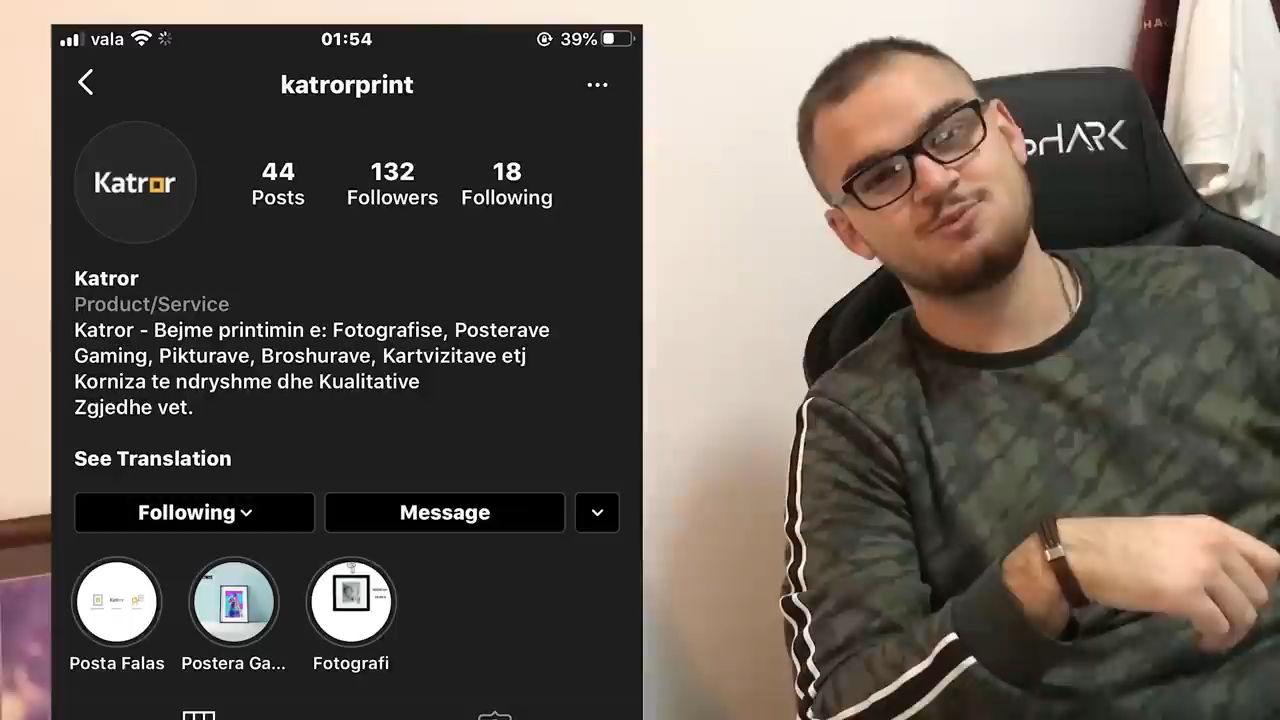 vala
01:54
39%
katrorprint
Katror
44
Posts
132
Followers
18
Following
Katror
Product/Service
Katror - Bejme printimin e: Fotografise, Posterave
Gaming, Pikturave, Broshurave, Kartvizitave etj
Korniza te ndryshme dhe Kualitative
Zgjedhe vet.
See Translation
Following
Message
Posta Falas
Postera Ga...
Fotografi
HARK
HA